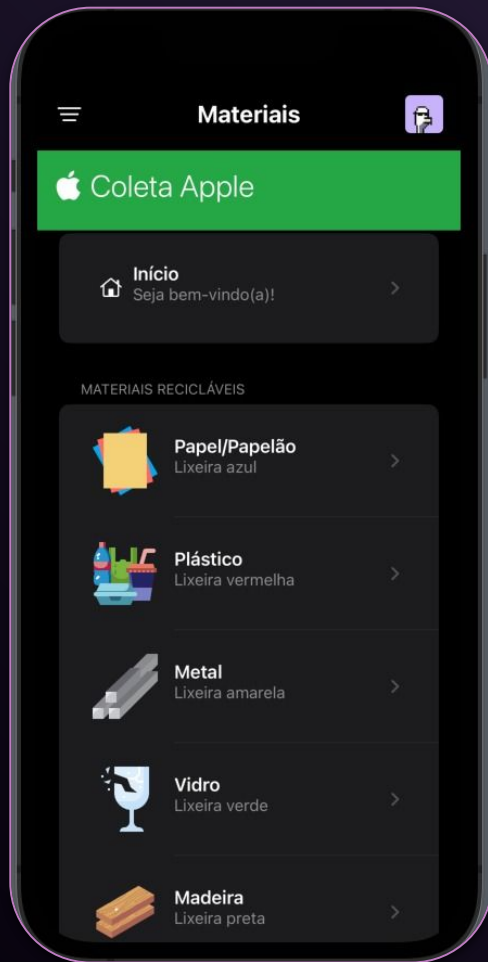 Materiais
Coleta Apple
Início
Seja bem-vindo(a)!
MATERIAIS RECICLÁVEIS
Papel/Papelão
Lixeira azul
Plástico
Lixeira vermelha
Metal
Lixeira amarela
Vidro
Lixeira verde
Madeira
Lixeira preta